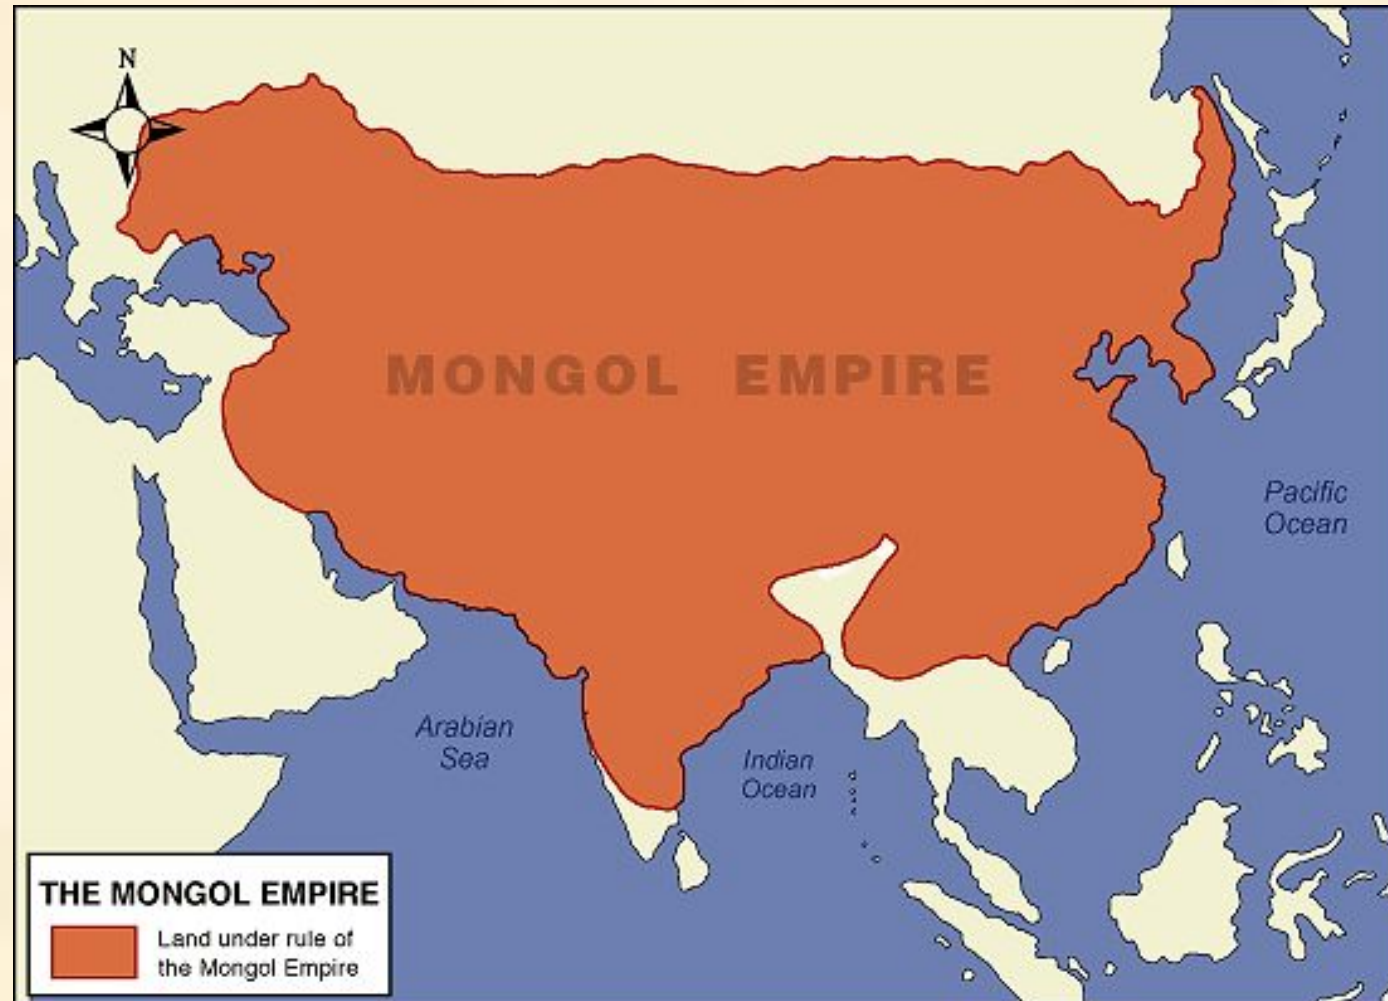 N
MONGOL EMPIRE
Pacific
Ocean
Arabian
Sea
Indian
Ocean
THE MONGOL EMPIRE
Land under rule of
the Mongol Empire